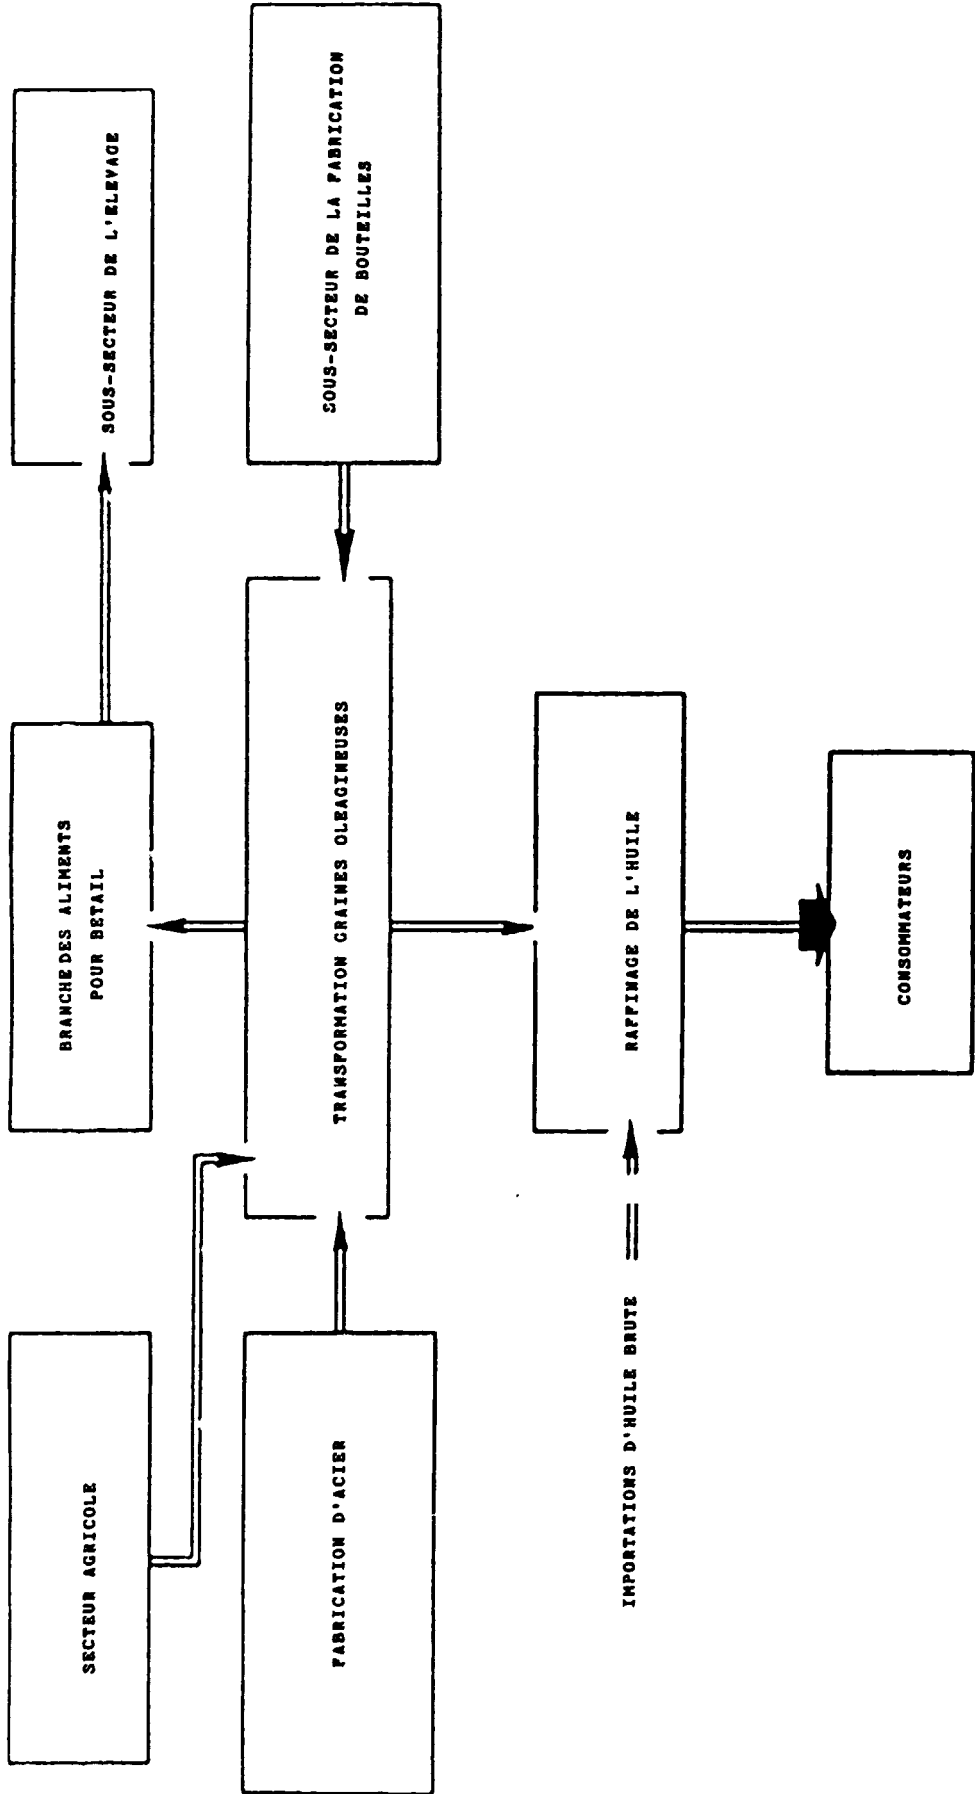 SECTEUR AGRICOLE
BRANCHE DES ALIMENTS
POUR BETAIL
SOUS-SECTEUR DE L'ELEVAGE
FABRICATION D'ACIER
TRANSFORMATION GRAINES OLEAGINEUSES
SOUS-SECTEUR DE LA FABRICATION
DE BOUTEILLES
IMPORTATIONS D'HUILE BRUTE
RAFFINAGE DE L'HUILE
CONSOMMATEURS